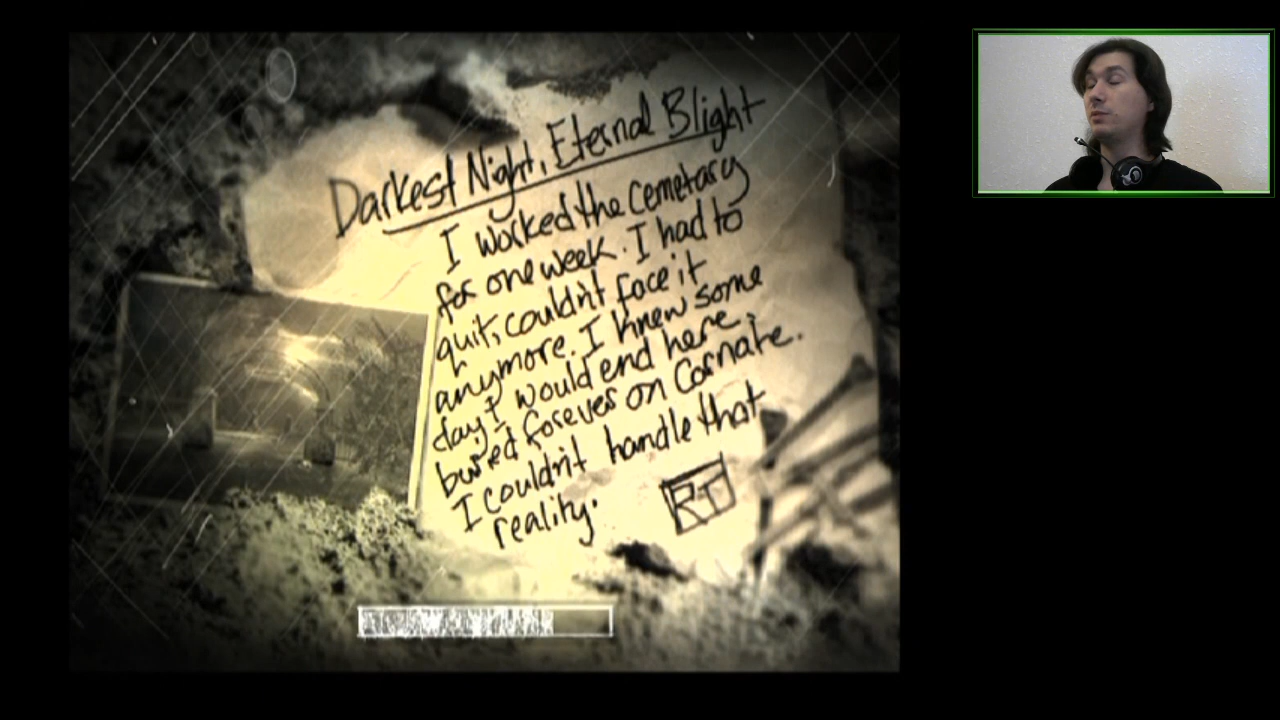 Darkest Night, Eternal Blight
I worked the cemetary
for one week. I had to
quit, couldn't face it
anymore. I knew some
day I would end here,
buried forever on Carnate.
I couldn't handle that
reality.
RT